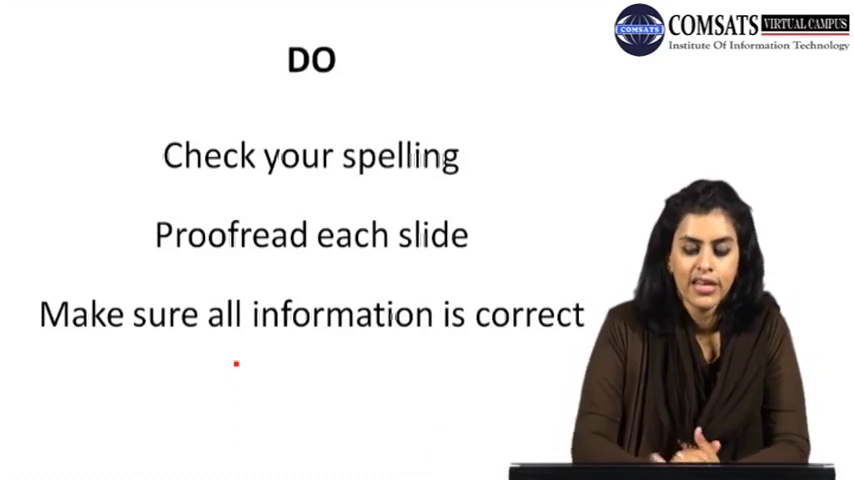 COMSATS VIRTUAL CAMPUS
COMSATS
Institute Of Information Technology
DO
Check your spelling
Proofread each slide
Make sure all information is correct